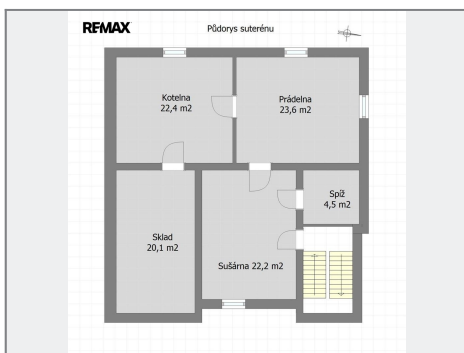 RE/MAX
Půdorys suterénu
Kotelna
22,4 m2
Prádelna
23,6 m2
Spíž
4,5 m2
Sklad
20,1 m2
Sušárna 22,2 m2